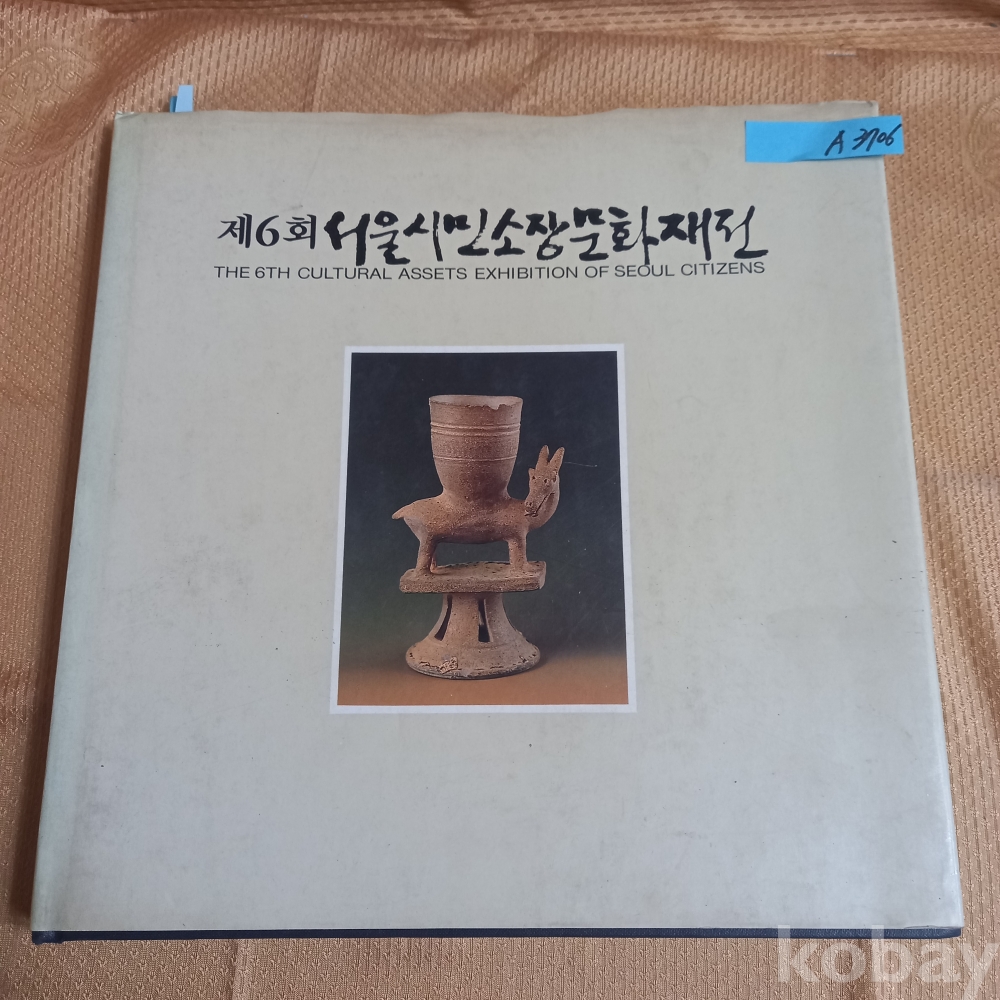 A 3706
제6회 서울시민소장문화재전
THE 6TH CULTURAL ASSETS EXHIBITION OF SEOUL CITIZENS
kobay